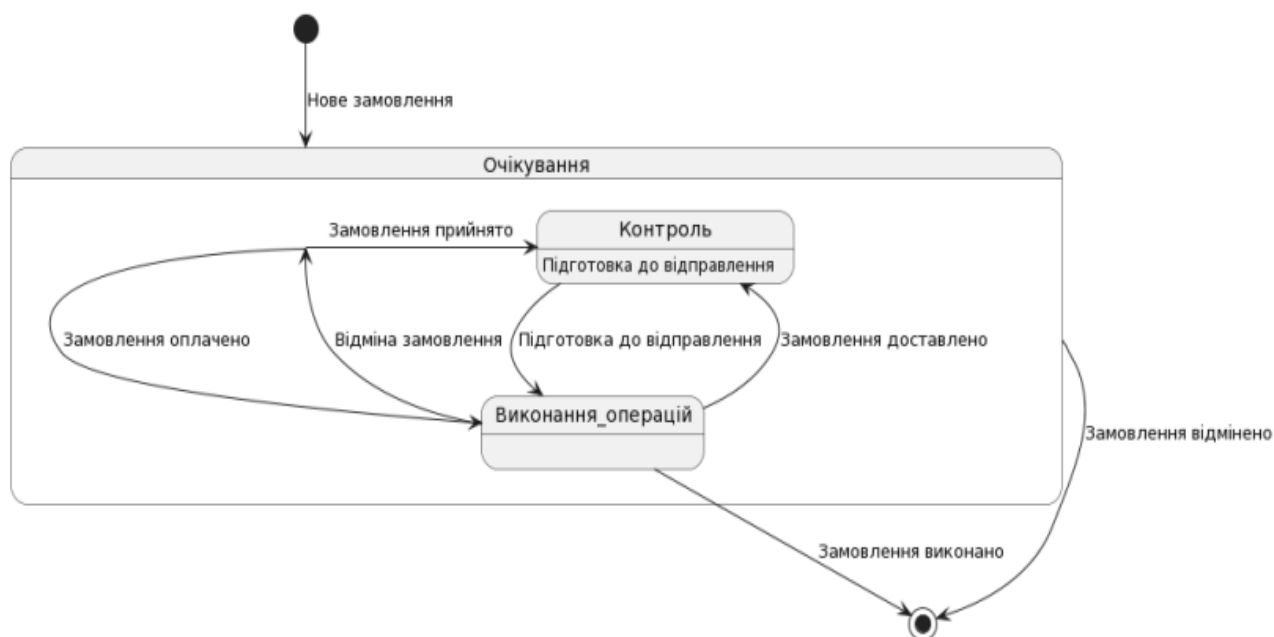 Нове замовлення
Очікування
Замовлення прийнято
Контроль
Підготовка до відправлення
Замовлення оплачено
Відміна замовлення
Підготовка до відправлення
Замовлення доставлено
Виконання_операцій
Замовлення відмінено
Замовлення виконано